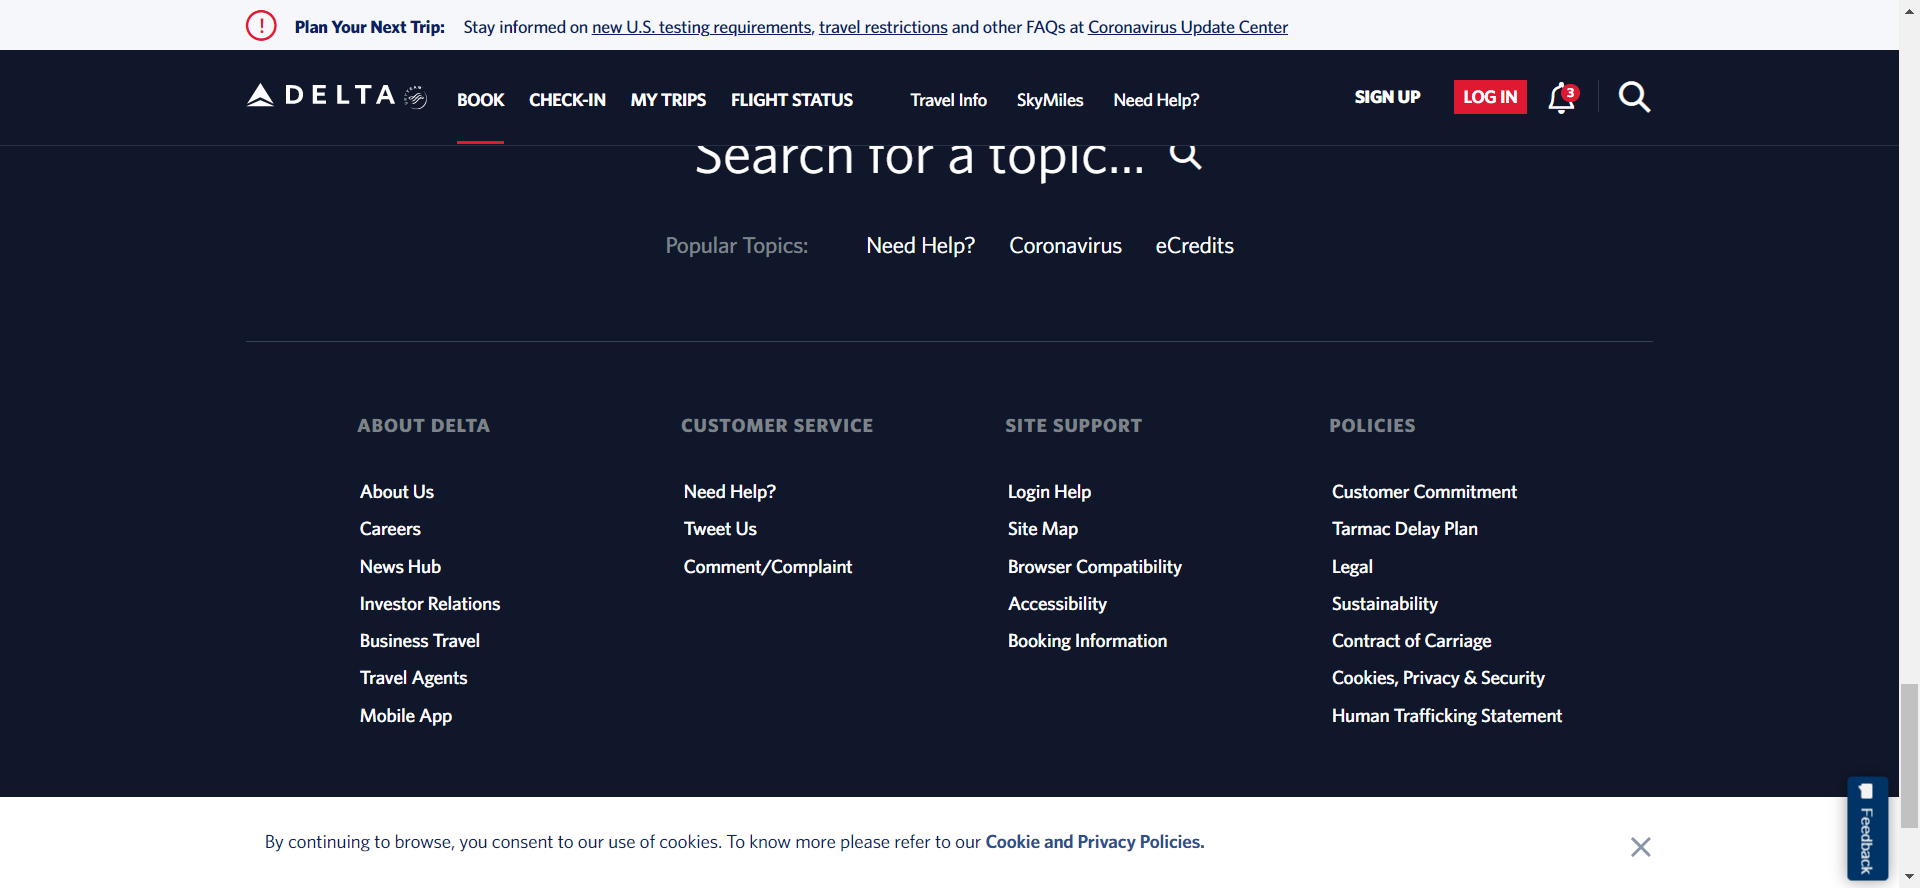 Plan Your Next Trip: Stay informed on new U.S. testing requirements, travel restrictions and other FAQs at Coronavirus Update Center
DELTA BOOK CHECK-IN MY TRIPS FLIGHT STATUS Travel Info SkyMiles Need Help? SIGN UP LOG IN 3
Search for a topic...
Popular Topics: Need Help? Coronavirus eCredits
ABOUT DELTA
About Us
Careers
News Hub
Investor Relations
Business Travel
Travel Agents
Mobile App
CUSTOMER SERVICE
Need Help?
Tweet Us
Comment/Complaint
SITE SUPPORT
Login Help
Site Map
Browser Compatibility
Accessibility
Booking Information
POLICIES
Customer Commitment
Tarmac Delay Plan
Legal
Sustainability
Contract of Carriage
Cookies, Privacy & Security
Human Trafficking Statement
Feedback
By continuing to browse, you consent to our use of cookies. To know more please refer to our Cookie and Privacy Policies.